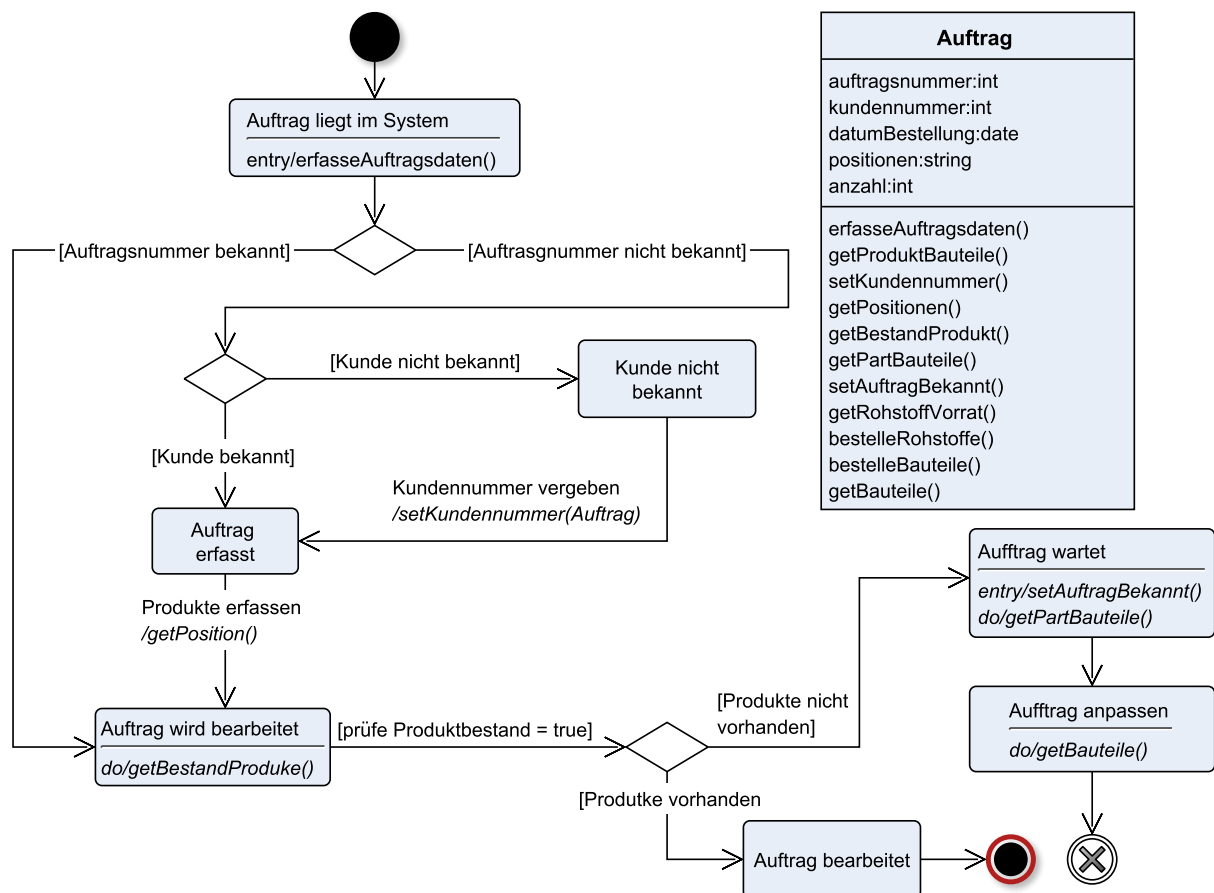 Auftrag liegt im System
entry/erfasseAuftragsdaten()
[Auftragsnummer bekannt]
[Auftrasgnummer nicht bekannt]
[Kunde nicht bekannt]
Kunde nicht
bekannt
[Kunde bekannt]
Kundennummer vergeben
/setKundennummer(Auftrag)
Auftrag
erfasst
Produkte erfassen
/getPosition()
Auftrag wird bearbeitet
do/getBestandProduke()
[prüfe Produktbestand = true]
[Produkte nicht
vorhanden]
[Produtke vorhanden
Auftrag bearbeitet
Aufftrag wartet
entry/setAuftragBekannt()
do/getPartBauteile()
Aufftrag anpassen
do/getBauteile()
Auftrag
auftragsnummer:int
kundennummer:int
datumBestellung:date
positionen:string
anzahl:int
erfasseAuftragsdaten()
getProduktBauteile()
setKundennummer()
getPositionen()
getBestandProdukt()
getPartBauteile()
setAuftragBekannt()
getRohstoffVorrat()
bestelleRohstoffe()
bestelleBauteile()
getBauteile()